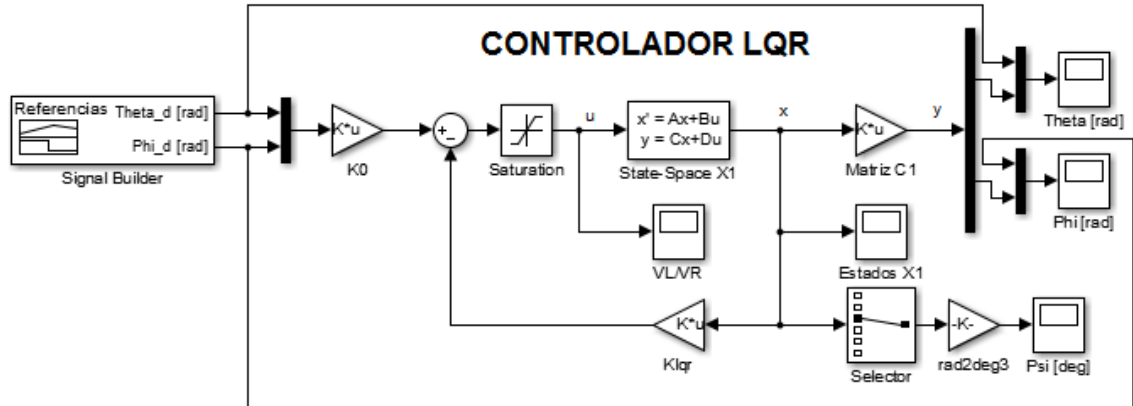 CONTROLADOR LQR
Referencias
Theta_d [rad]
Phi_d [rad]
Signal Builder
K*u
K0
+
−
Saturation
u
x' = Ax+Bu
y = Cx+Du
State-Space X1
x
K*u
Matriz C1
y
Theta [rad]
Phi [rad]
VL/VR
Estados X1
K*u
Klqr
Selector
-K-
rad2deg3
Psi [deg]